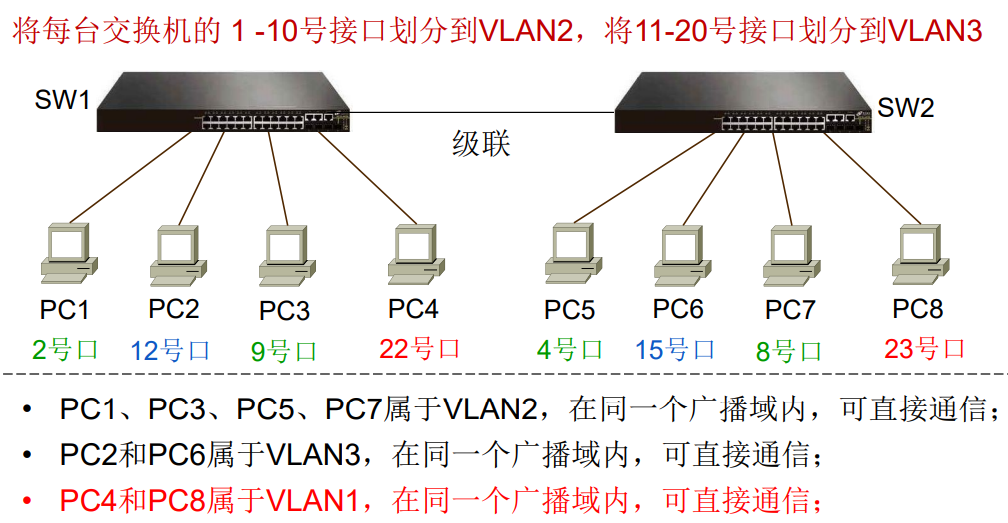 将每台交换机的 1 -10号接口划分到VLAN2，将11-20号接口划分到VLAN3
SW1
SW2
级联
PC1 PC2 PC3 PC4 PC5 PC6 PC7 PC8
2号口 12号口 9号口 22号口 4号口 15号口 8号口 23号口
• PC1、PC3、PC5、PC7属于VLAN2，在同一个广播域内，可直接通信；
• PC2和PC6属于VLAN3，在同一个广播域内，可直接通信；
• PC4和PC8属于VLAN1，在同一个广播域内，可直接通信；